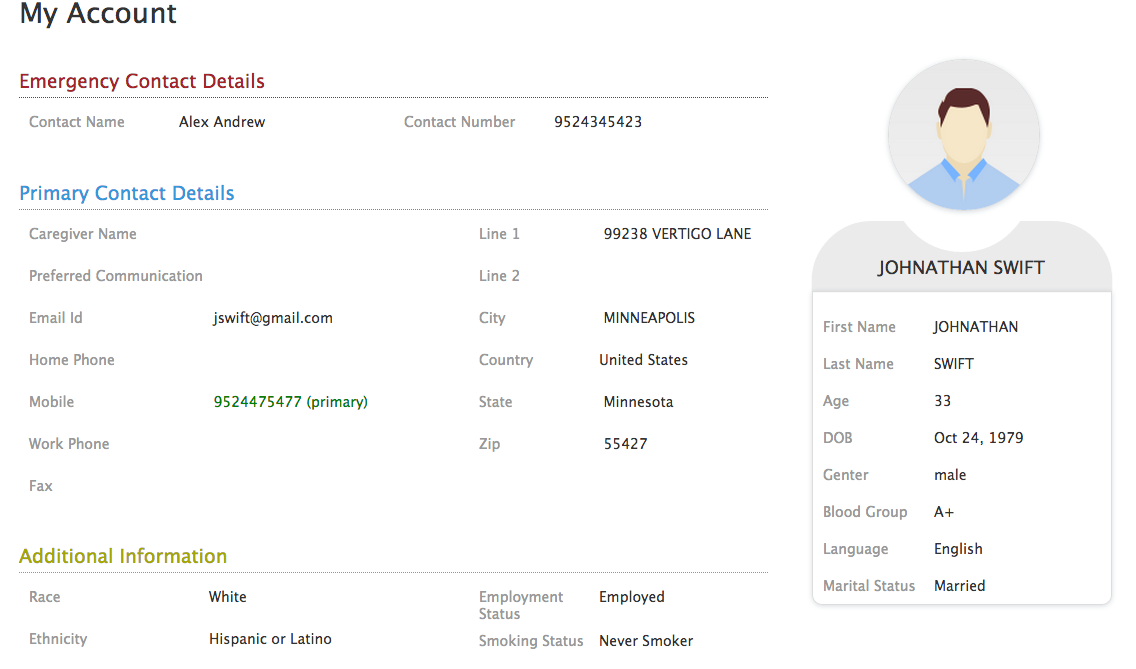 My Account
Emergency Contact Details
Contact Name Alex Andrew Contact Number 9524345423
Primary Contact Details
Caregiver Name Line 1 99238 VERTIGO LANE
Preferred Communication Line 2
Email Id jswift@gmail.com City MINNEAPOLIS
Home Phone Country United States
Mobile 9524475477 (primary) State Minnesota
Work Phone Zip 55427
Fax
Additional Information
Race White Employment Status Employed
Ethnicity Hispanic or Latino Smoking Status Never Smoker
JOHNATHAN SWIFT
First Name JOHNATHAN
Last Name SWIFT
Age 33
DOB Oct 24, 1979
Genter male
Blood Group A+
Language English
Marital Status Married